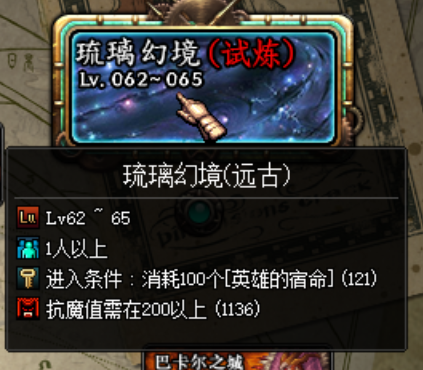 琉璃幻境(试炼)
Lv. 062~065
琉璃幻境(远古)
Lv Lv62 ~ 65
1人以上
进入条件：消耗100个[英雄的宿命] (121)
抗魔值需在200以上 (1136)
巴卡尔之城